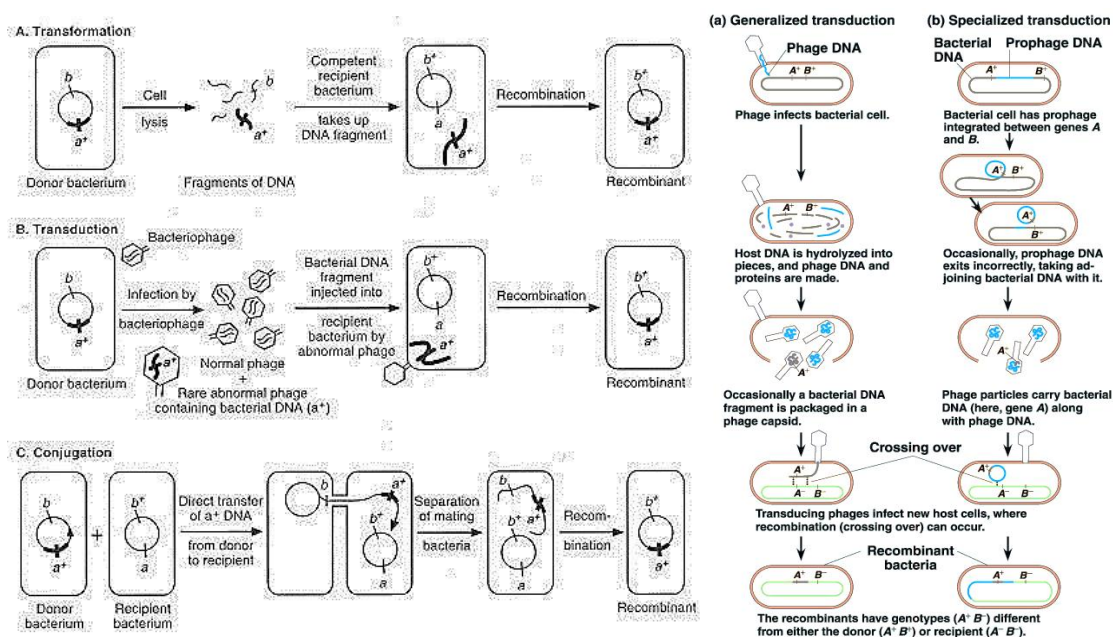 A. Transformation
b
a+
Donor bacterium
Cell
lysis
b
a+
Fragments of DNA
Competent
recipient
bacterium
takes up
DNA fragment
b+
a
a+
Recombination
b+
a+
Recombinant
B. Transduction
Bacteriophage
b
a+
Donor bacterium
Infection by
bacteriophage
a+
Normal phage
+
Rare abnormal phage
containing bacterial DNA (a+)
Bacterial DNA
fragment
injected into
recipient
bacterium by
abnormal phage
b+
a
a+
Recombination
b+
a+
Recombinant
C. Conjugation
b
a+
Donor
bacterium
+
b+
a
Recipient
bacterium
Direct transfer
of a+ DNA
from donor
to recipient
b
a+
b+
a
Separation
of mating
bacteria
b
a+
b+
a
Recom-
bination
b+
a+
Recombinant
(a) Generalized transduction
Phage DNA
A+ B+
Phage infects bacterial cell.
A+ B+
Host DNA is hydrolyzed into
pieces, and phage DNA and
proteins are made.
A+
Occasionally a bacterial DNA
fragment is packaged in a
phage capsid.
(b) Specialized transduction
Bacterial
DNA
Prophage DNA
A+ B+
Bacterial cell has prophage
integrated between genes A
and B.
A+ B+
A+
B+
Occasionally, prophage DNA
exits incorrectly, taking ad-
joining bacterial DNA with it.
A+
Phage particles carry bacterial
DNA (here, gene A) along
with phage DNA.
Crossing over
A+
A- B-
A+
A- B-
Transducing phages infect new host cells, where
recombination (crossing over) can occur.
Recombinant
bacteria
A+ B-
A+ B-
The recombinants have genotypes (A+ B-) different
from either the donor (A+ B+) or recipient (A- B-).